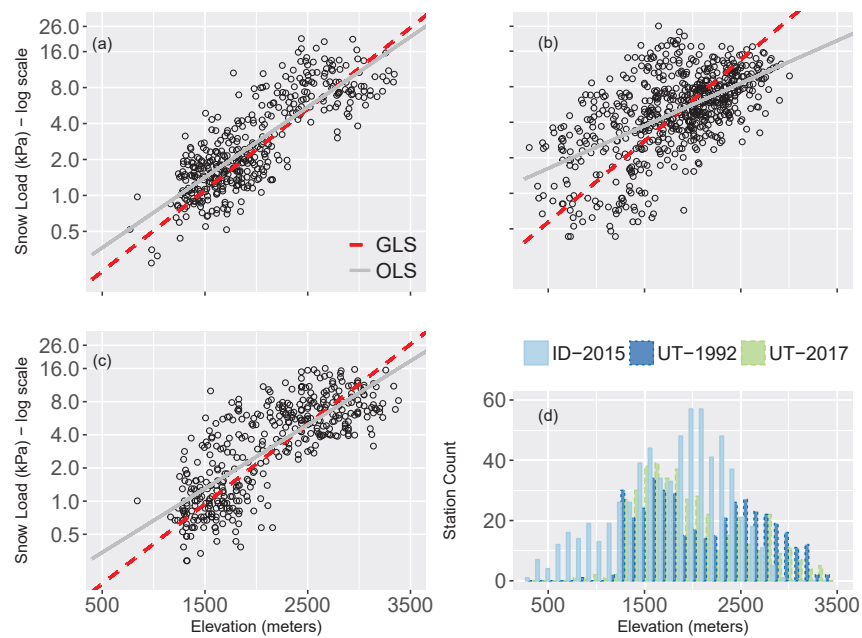 26.0
16.0
8.0
4.0
2.0
1.0
0.5
Snow Load (kPa) − log scale
(a)
GLS
OLS
(b)
26.0
16.0
8.0
4.0
2.0
1.0
0.5
Snow Load (kPa) − log scale
(c)
500
1500
2500
3500
Elevation (meters)
ID−2015
UT−1992
UT−2017
(d)
60
40
20
0
Station Count
500
1500
2500
3500
Elevation (meters)